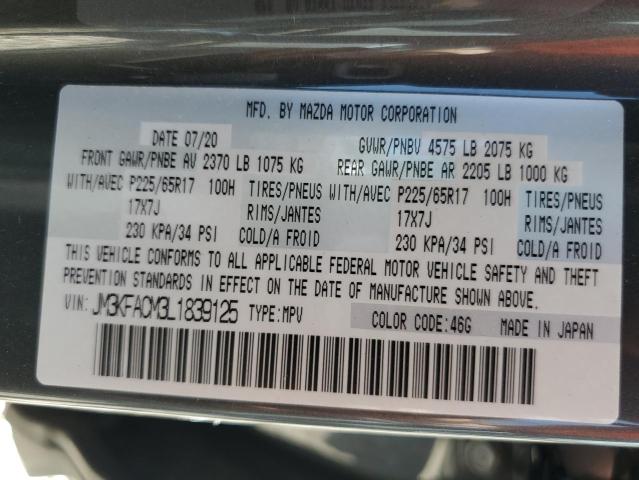 MFD. BY MAZDA MOTOR CORPORATION
DATE 07/20 GVWR/PNBV 4575 LB 2075 KG
FRONT GAWR/PNBE AV 2370 LB 1075 KG REAR GAWR/PNBE AR 2205 LB 1000 KG
WITH/AVEC P225/65R17 100H TIRES/PNEUS WITH/AVEC P225/65R17 100H TIRES/PNEUS
17X7J RIMS/JANTES 17X7J RIMS/JANTES
230 KPA/34 PSI COLD/A FROID 230 KPA/34 PSI COLD/A FROID
THIS VEHICLE CONFORMS TO ALL APPLICABLE FEDERAL MOTOR VEHICLE SAFETY AND THEFT
PREVENTION STANDARDS IN EFFECT ON THE DATE OF MANUFACTURE SHOWN ABOVE.
VIN: JM3KFACM3L1839125 TYPE: MPV COLOR CODE: 46G MADE IN JAPAN